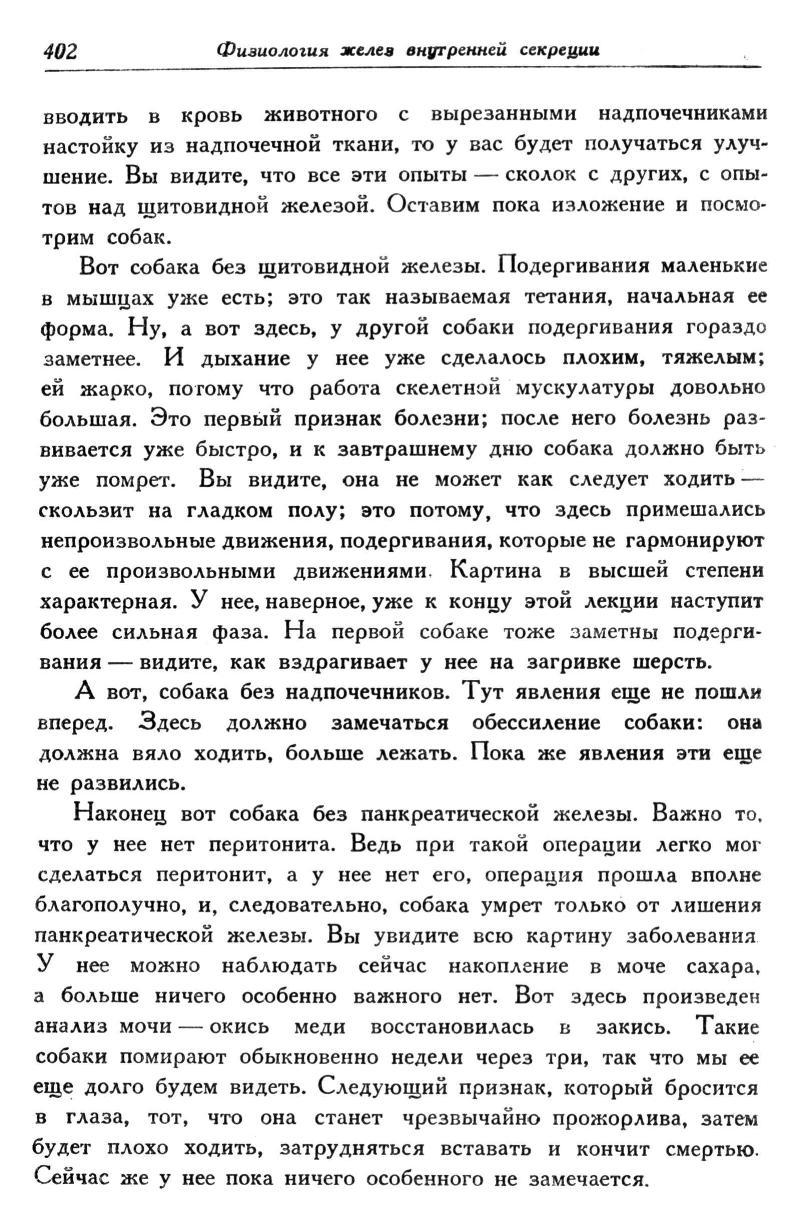 402 Физиология желез внутренней секреции
вводить в кровь животного с вырезанными надпочечниками
настойку из надпочечной ткани, то у вас будет получаться улуч-
шение. Вы видите, что все эти опыты — сколок с других, с опы-
тов над щитовидной железой. Оставим пока изложение и посмо-
трим собак.
Вот собака без щитовидной железы. Подергивания маленькие
в мышцах уже есть; это так называемая тетания, начальная ее
форма. Ну, а вот здесь, у другой собаки подергивания гораздо
заметнее. И дыхание у нее уже сделалось плохим, тяжелым;
ей жарко, потому что работа скелетной мускулатуры довольно
большая. Это первый признак болезни; после него болезнь раз-
вивается уже быстро, и к завтрашнему дню собака должно быть
уже помрет. Вы видите, она не может как следует ходить —
скользит на гладком полу; это потому, что здесь примешались
непроизвольные движения, подергивания, которые не гармонируют
с ее произвольными движениями. Картина в высшей степени
характерная. У нее, наверное, уже к концу этой лекции наступит
более сильная фаза. На первой собаке тоже заметны подерги-
вания — видите, как вздрагивает у нее на загривке шерсть.
А вот, собака без надпочечников. Тут явления еще не пошли
вперед. Здесь должно замечаться обессиление собаки: она
должна вяло ходить, больше лежать. Пока же явления эти еще
не развились.
Наконец вот собака без панкреатической железы. Важно то,
что у нее нет перитонита. Ведь при такой операции легко мог
сделаться перитонит, а у нее нет его, операция прошла вполне
благополучно, и, следовательно, собака умрет только от лишения
панкреатической железы. Вы увидите всю картину заболевания
У нее можно наблюдать сейчас накопление в моче сахара,
а больше ничего особенно важного нет. Вот здесь произведен
анализ мочи — окись меди восстановилась в закись. Такие
собаки помирают обыкновенно недели через три, так что мы ее
еще долго будем видеть. Следующий признак, который бросится
в глаза, тот, что она станет чрезвычайно прожорлива, затем
будет плохо ходить, затрудняться вставать и кончит смертью.
Сейчас же у нее пока ничего особенного не замечается.